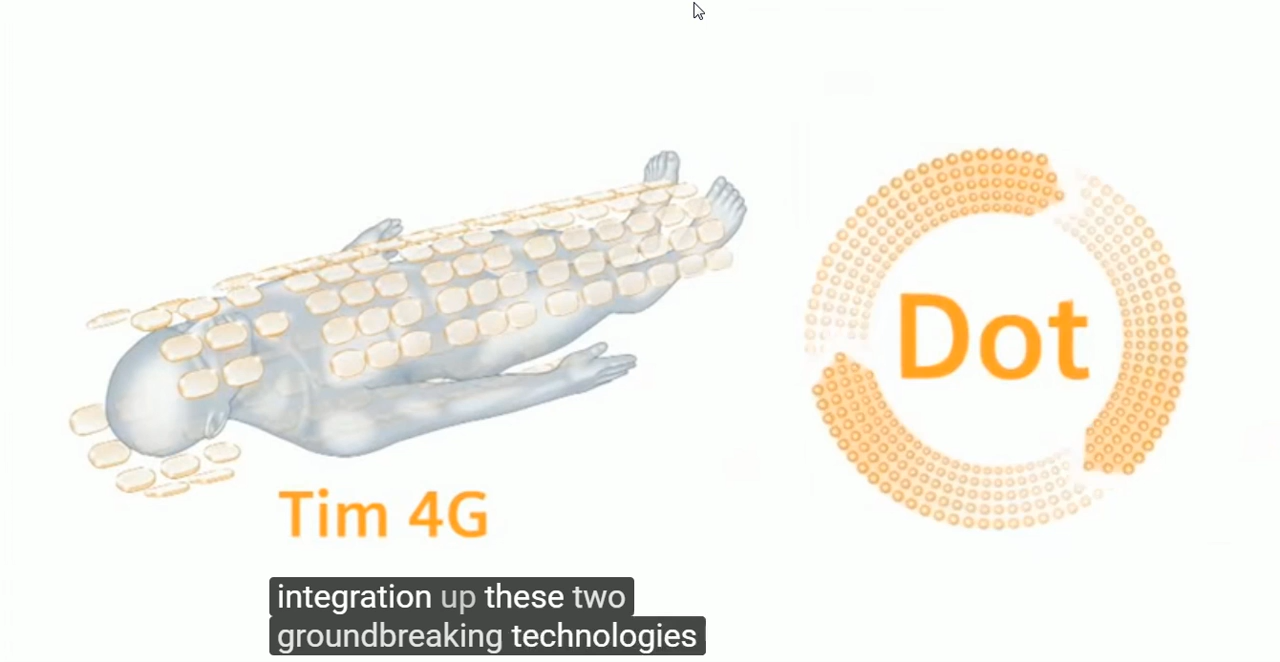 Dot
Tim 4G
integration up these two
groundbreaking technologies